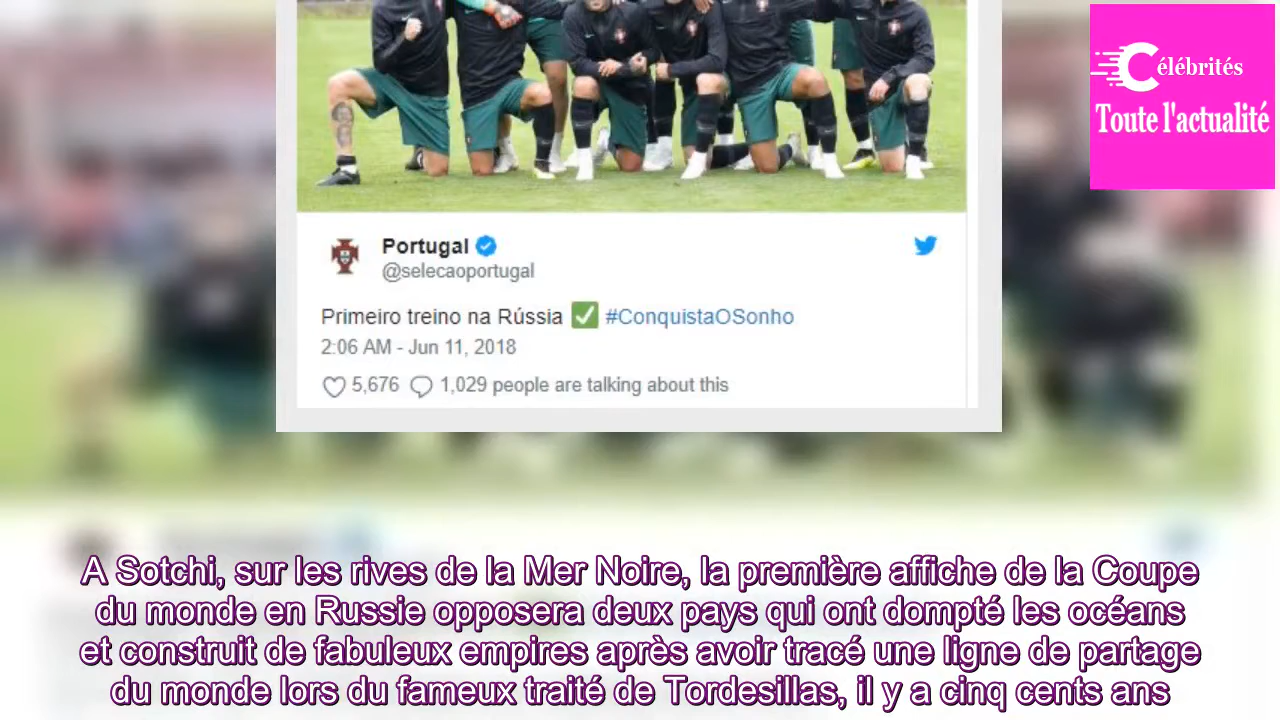 Célébrités
Toute l'actualité
Portugal
@selecaoportugal
Primeiro treino na Rússia ✅ #ConquistaOSonho
2:06 AM - Jun 11, 2018
5,676 1,029 people are talking about this
A Sotchi, sur les rives de la Mer Noire, la première affiche de la Coupe
du monde en Russie opposera deux pays qui ont dompté les océans
et construit de fabuleux empires après avoir tracé une ligne de partage
du monde lors du fameux traité de Tordesillas, il y a cinq cents ans